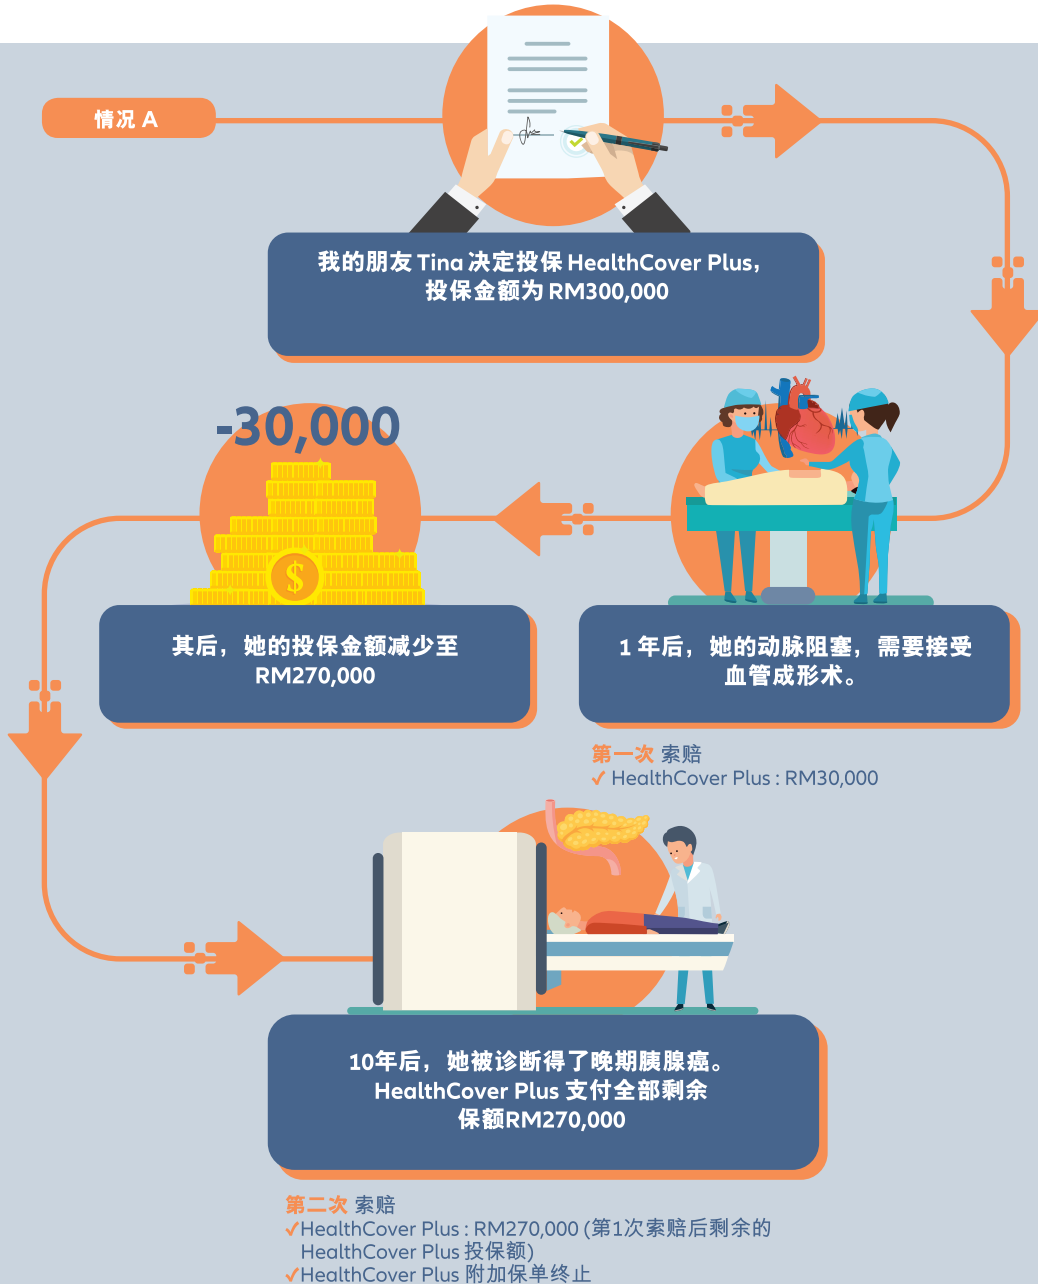 情况 A
我的朋友 Tina 决定投保 HealthCover Plus,
投保金额为 RM300,000
-30,000
$
其后，她的投保金额减少至
RM270,000
1 年后，她的动脉阻塞，需要接受
血管成形术。
第一次 索赔
✓ HealthCover Plus : RM30,000
10年后，她被诊断得了晚期胰腺癌。
HealthCover Plus 支付全部剩余
保额RM270,000
第二次 索赔
✓HealthCover Plus : RM270,000 (第1次索赔后剩余的
HealthCover Plus 投保额)
✓HealthCover Plus 附加保单终止